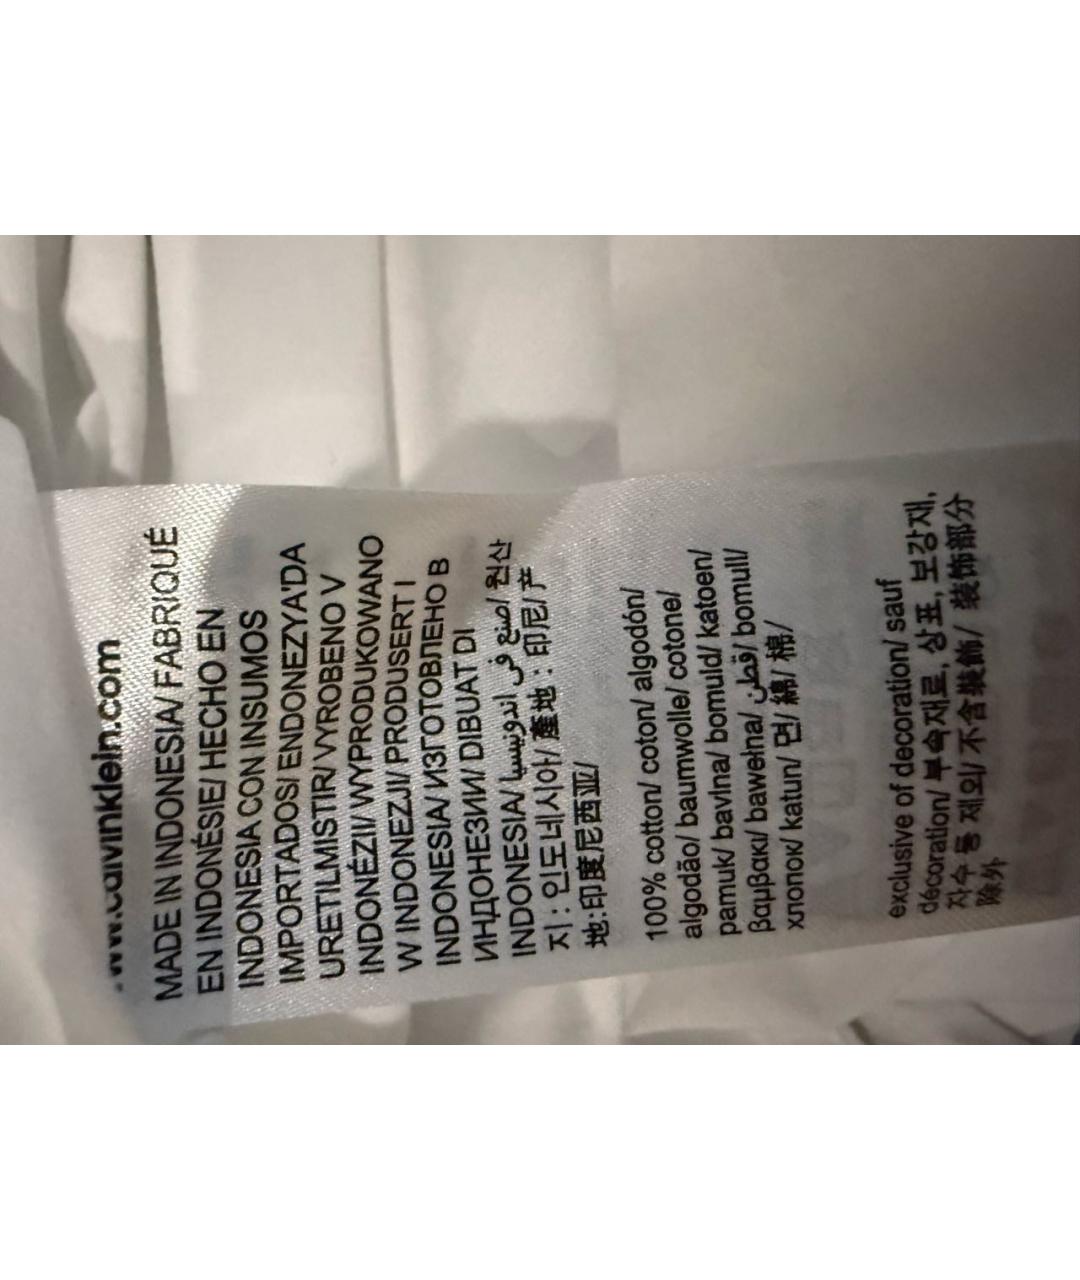 www.calvinklein.com
MADE IN INDONESIA/ FABRIQUÉ
EN INDONÉSIE/ HECHO EN
INDONESIA CON INSUMOS
IMPORTADOS/ ENDONEZYA'DA
URETILMISTIR/ VYROBENO V
INDONÉZII/ WYPRODUKOWANO
W INDONEZJI/ PRODUSERT I
INDONESIA/ ИЗГОТОВЛЕНО В
ИНДОНЕЗИИ/ DIBUAT DI
INDONESIA/ صنع في اندونيسيا/ 원산
지 : 인도네시아/ 產地 : 印尼/ 产
地:印度尼西亚/
100% cotton/ coton/ algodón/
algodão/ baumwolle/ cotone/
pamuk/ bavlna/ bomuld/ katoen/
βαμβακι/ bawełna/ قطن/ bomull/
хлопок/ katun/ 면/ 綿/ 棉/
exclusive of decoration/ sauf
décoration/ 부속재료, 상표, 보강재,
자수 등 제외/ 不含裝飾/ 装饰部分
除外